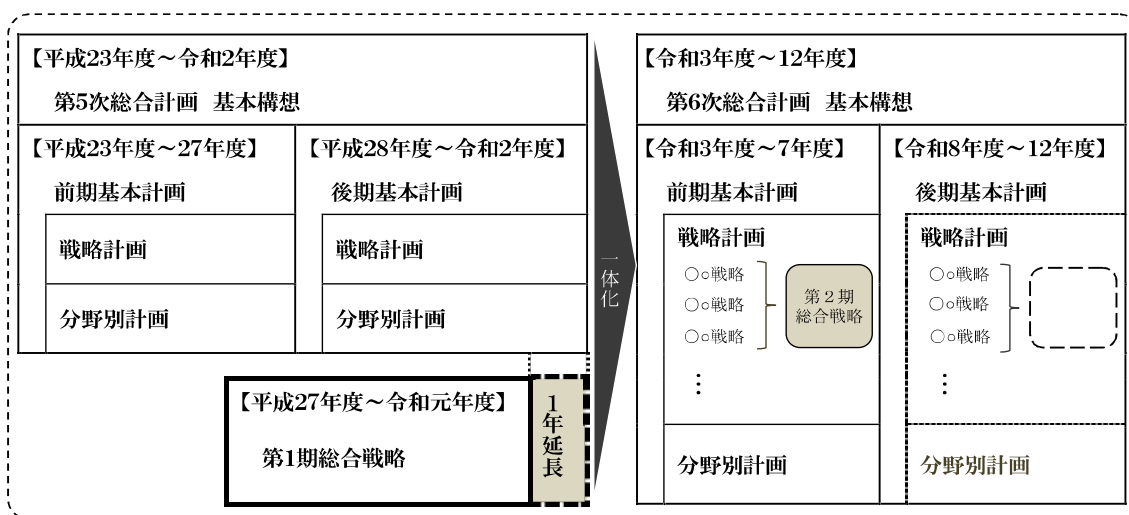 【平成23年度～令和2年度】
第5次総合計画 基本構想
【平成23年度～27年度】
前期基本計画
戦略計画
分野別計画
【平成28年度～令和2年度】
後期基本計画
戦略計画
分野別計画
【平成27年度～令和元年度】
第1期総合戦略
1年延長
一体化
【令和3年度～12年度】
第6次総合計画 基本構想
【令和3年度～7年度】
前期基本計画
戦略計画
○○戦略
○○戦略
○○戦略
第２期
総合戦略
⋮
分野別計画
【令和8年度～12年度】
後期基本計画
戦略計画
○○戦略
○○戦略
○○戦略
⋮
分野別計画